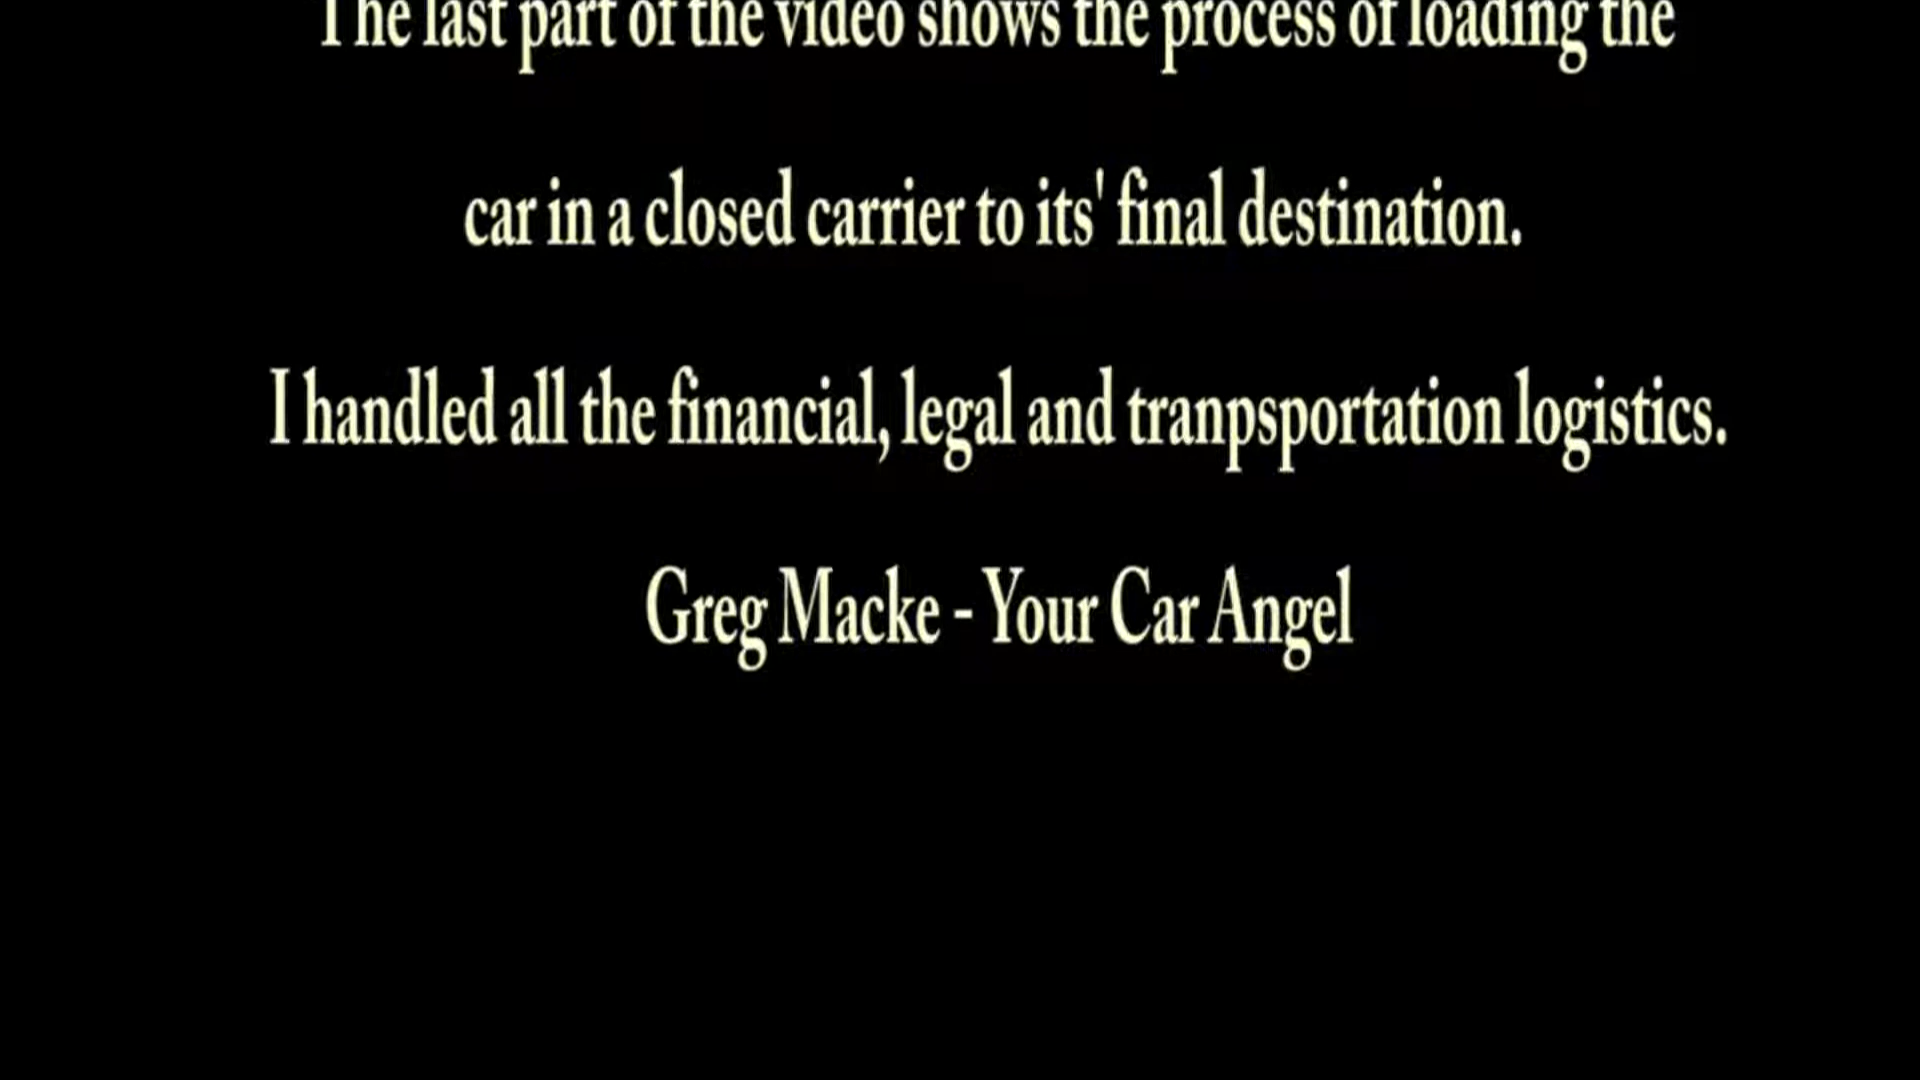 The last part of the video shows the process of loading the
car in a closed carrier to its' final destination.
I handled all the financial, legal and tranpsportation logistics.
Greg Macke - Your Car Angel